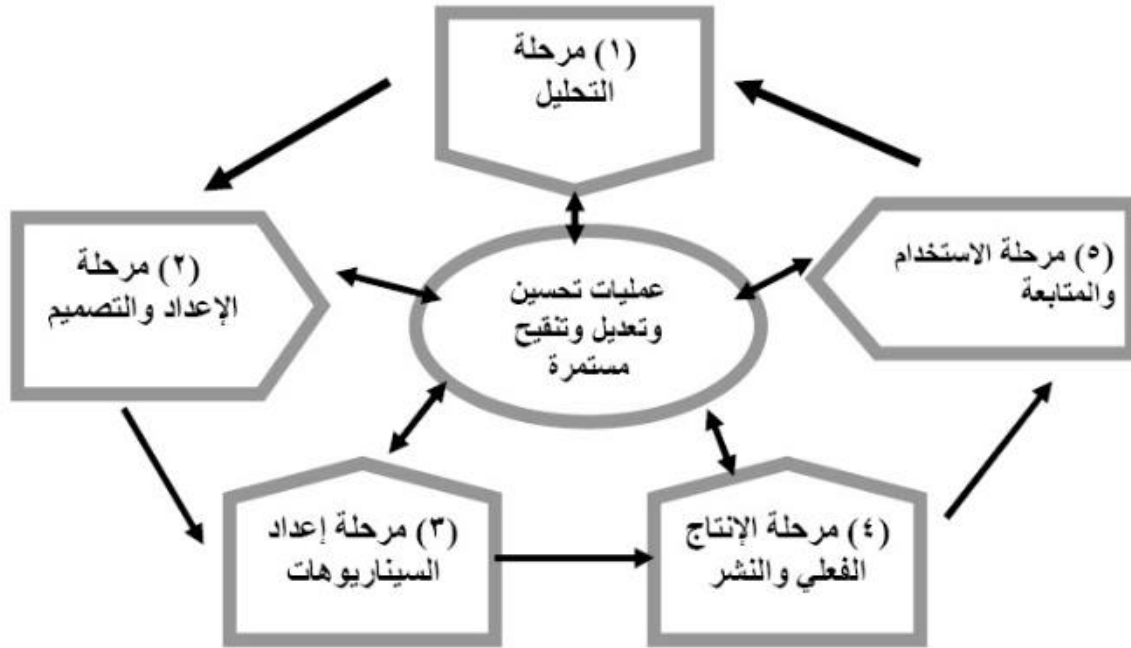 (١) مرحلة
التحليل
(٢) مرحلة
الإعداد والتصميم
(٣) مرحلة إعداد
السيناريوهات
(٤) مرحلة الإنتاج
الفعلي والنشر
(٥) مرحلة الاستخدام
والمتابعة
عمليات تحسين
وتعديل وتنقيح
مستمرة